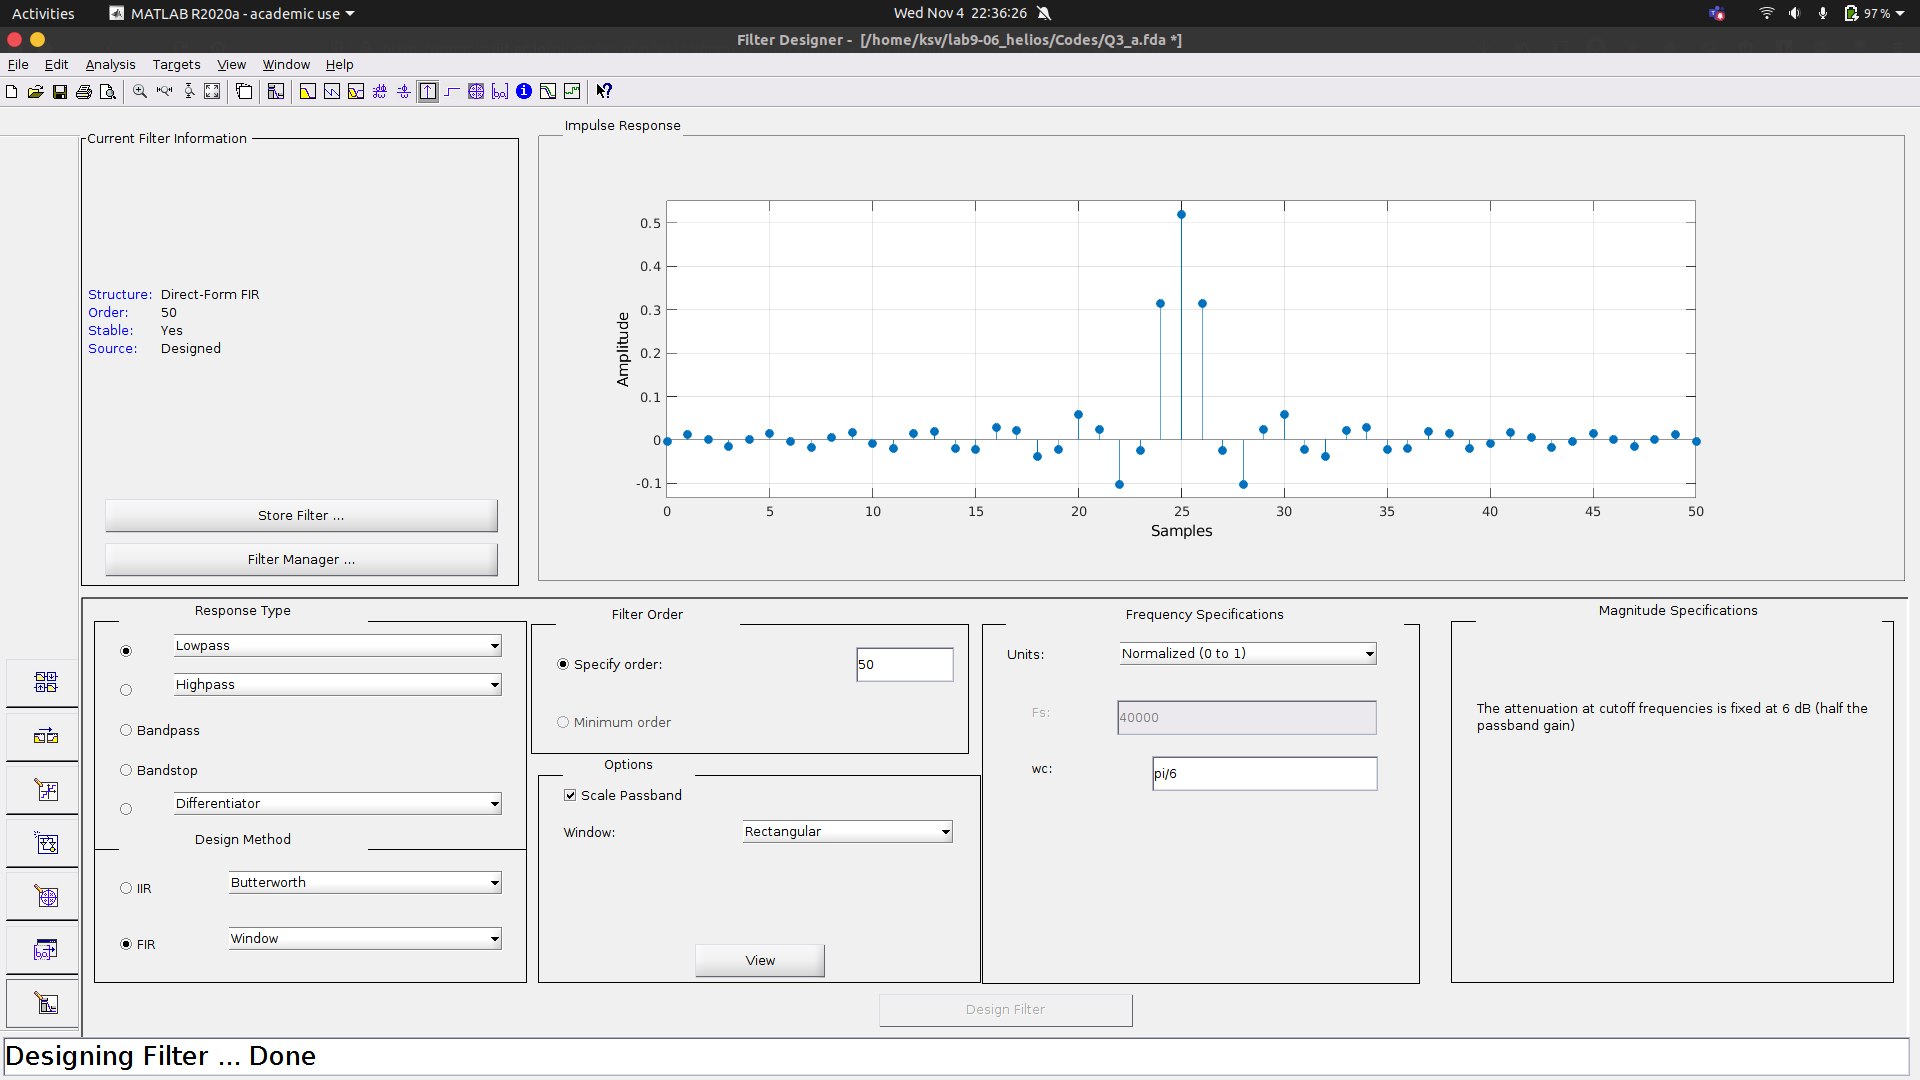 Activities
MATLAB R2020a - academic use
Wed Nov 4 22:36:26
97 %
Filter Designer - [/home/ksv/lab9-06_helios/Codes/Q3_a.fda *]
File Edit Analysis Targets View Window Help
Current Filter Information
Structure: Direct-Form FIR
Order: 50
Stable: Yes
Source: Designed
Store Filter ...
Filter Manager ...
Impulse Response
0.5
0.4
0.3
0.2
0.1
0
-0.1
Amplitude
0 5 10 15 20 25 30 35 40 45 50
Samples
Response Type
Lowpass
Highpass
Bandpass
Bandstop
Differentiator
Design Method
IIR Butterworth
FIR Window
Filter Order
Specify order: 50
Minimum order
Options
Scale Passband
Window: Rectangular
View
Frequency Specifications
Units: Normalized (0 to 1)
Fs: 40000
wc: pi/6
Magnitude Specifications
The attenuation at cutoff frequencies is fixed at 6 dB (half the
passband gain)
Design Filter
Designing Filter ... Done